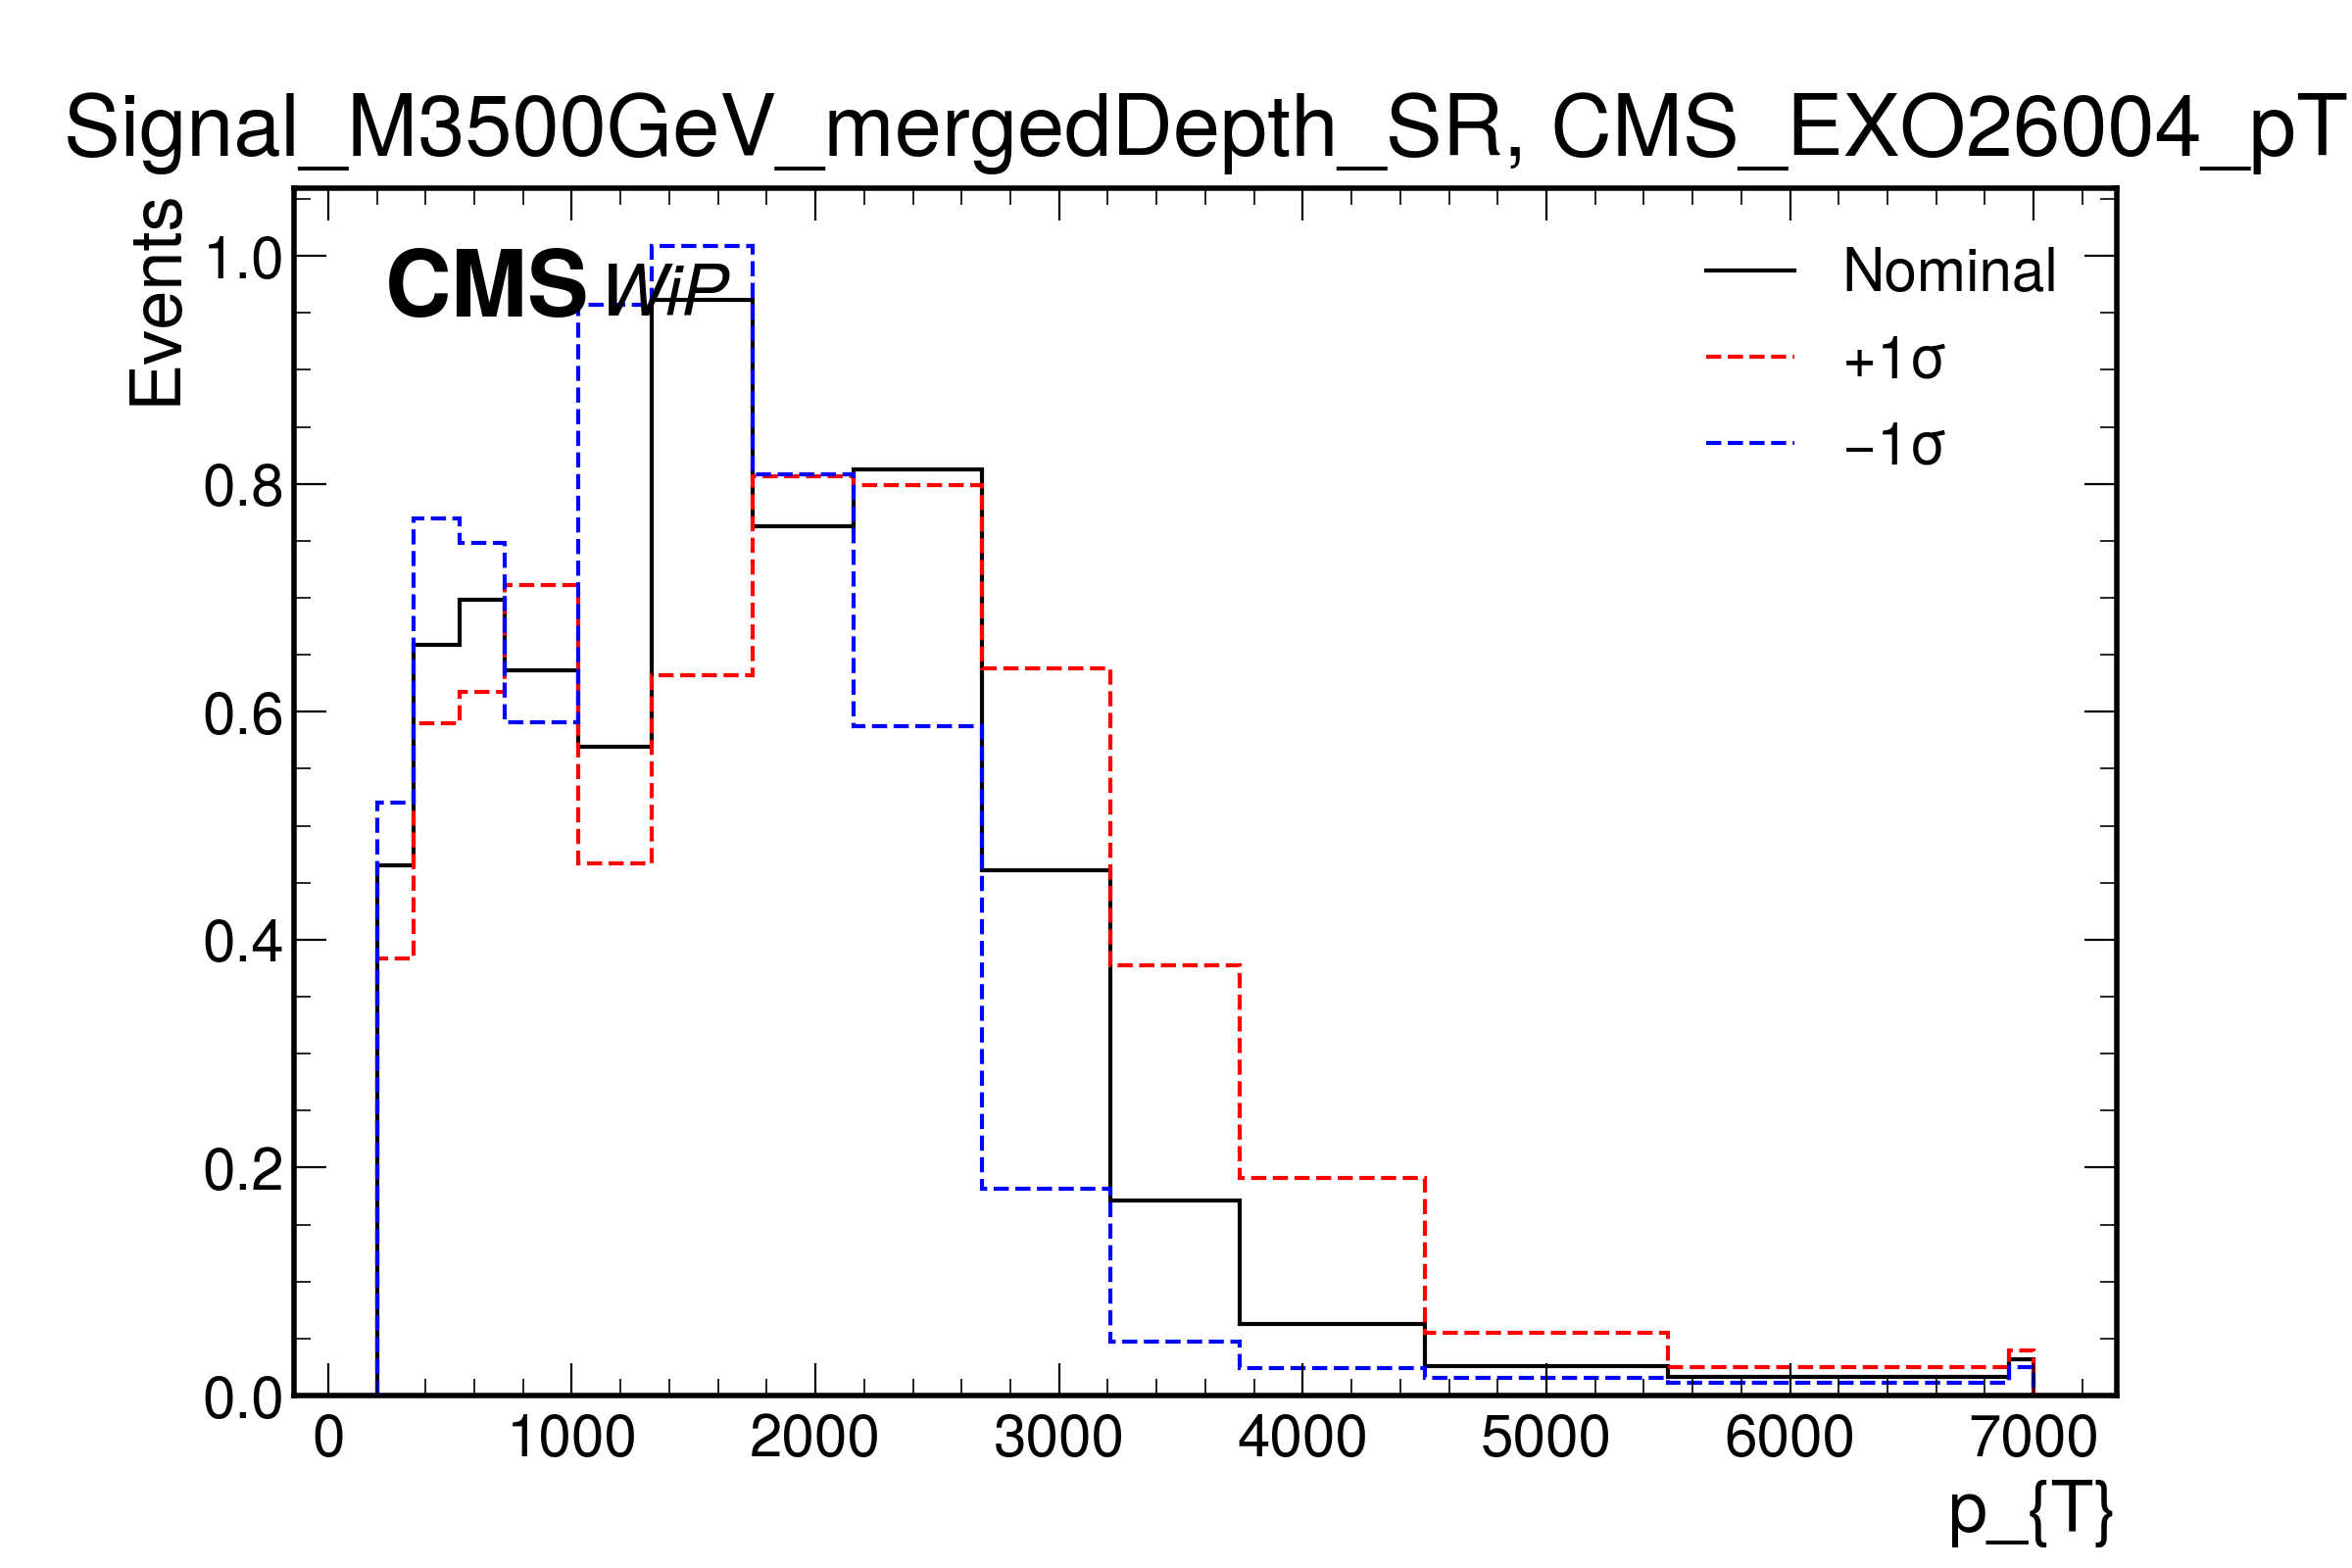 Signal_M3500GeV_mergedDepth_SR, CMS_EXO26004_pT
Events
CMS WiP
Nominal
+1σ
−1σ
1.0
0.8
0.6
0.4
0.2
0.0
0 1000 2000 3000 4000 5000 6000 7000
p_{T}